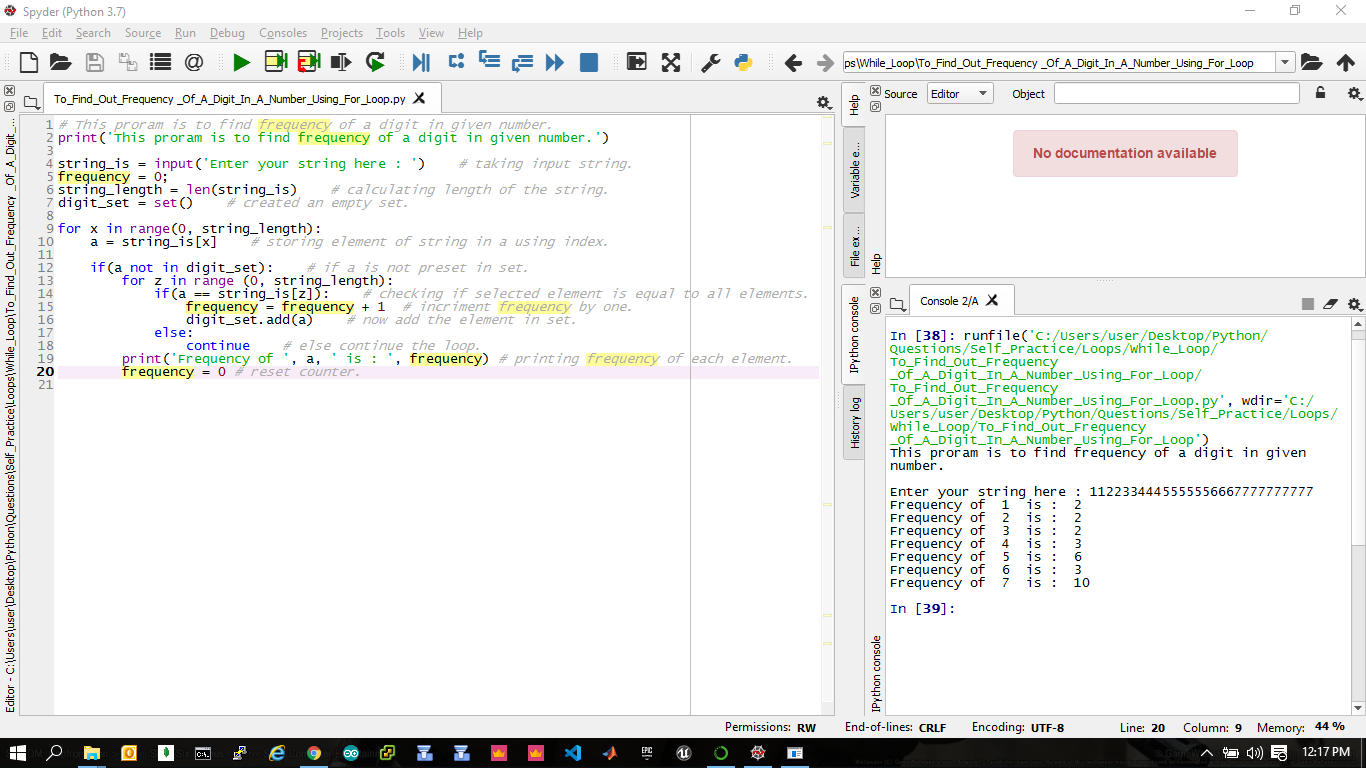 Spyder (Python 3.7)
File Edit Search Source Run Debug Consoles Projects Tools View Help
ps\While_Loop\To_Find_Out_Frequency _Of_A_Digit_In_A_Number_Using_For_Loop
To_Find_Out_Frequency _Of_A_Digit_In_A_Number_Using_For_Loop.py
Editor - C:\Users\user\Desktop\Python\Questions\Self_Practice\Loops\While_Loop\To_Find_Out_Frequency _Of_A_Digit_...
1 # This proram is to find frequency of a digit in given number.
2 print('This proram is to find frequency of a digit in given number.')
3
4 string_is = input('Enter your string here : ')    # taking input string.
5 frequency = 0;
6 string_length = len(string_is)    # calculating length of the string.
7 digit_set = set()    # created an empty set.
8
9 for x in range(0, string_length):
10     a = string_is[x]    # storing element of string in a using index.
11
12     if(a not in digit_set):    # if a is not preset in set.
13         for z in range (0, string_length):
14             if(a == string_is[z]):    # checking if selected element is equal to all elements.
15                 frequency = frequency + 1  # incriment frequency by one.
16                 digit_set.add(a)    # now add the element in set.
17             else:
18                 continue    # else continue the loop.
19         print('Frequency of ', a, ' is : ', frequency) # printing frequency of each element.
20         frequency = 0 # reset counter.
21
Help
Variable e...
File ex...
Source Editor Object
No documentation available
Help
IPython console
History log
Console 2/A
In [38]: runfile('C:/Users/user/Desktop/Python/
Questions/Self_Practice/Loops/While_Loop/
To_Find_Out_Frequency
_Of_A_Digit_In_A_Number_Using_For_Loop/
To_Find_Out_Frequency
_Of_A_Digit_In_A_Number_Using_For_Loop.py', wdir='C:/
Users/user/Desktop/Python/Questions/Self_Practice/Loops/
While_Loop/To_Find_Out_Frequency
_Of_A_Digit_In_A_Number_Using_For_Loop')
This proram is to find frequency of a digit in given
number.
Enter your string here : 1122334445555556667777777777
Frequency of  1  is :  2
Frequency of  2  is :  2
Frequency of  3  is :  2
Frequency of  4  is :  3
Frequency of  5  is :  6
Frequency of  6  is :  3
Frequency of  7  is :  10
In [39]:
IPython console
Permissions: RW End-of-lines: CRLF Encoding: UTF-8 Line: 20 Column: 9 Memory: 44 %
EPIC
GAMES
12:17 PM